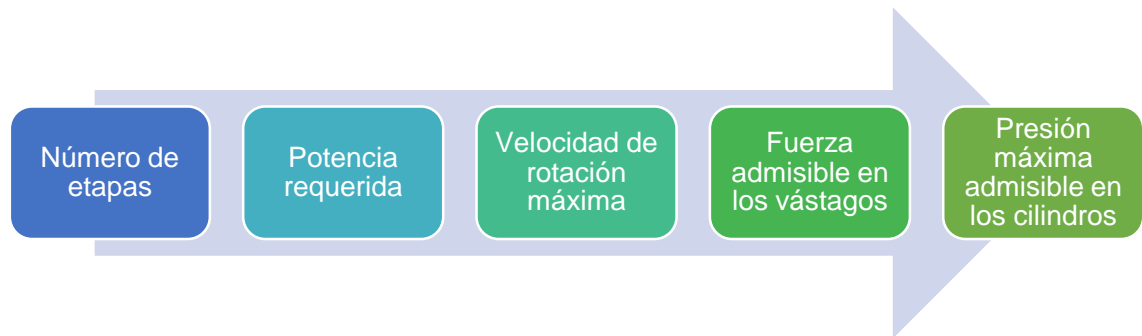 Número de
etapas
Potencia
requerida
Velocidad de
rotación
máxima
Fuerza
admisible en
los vástagos
Presión
máxima
admisible en
los cilindros